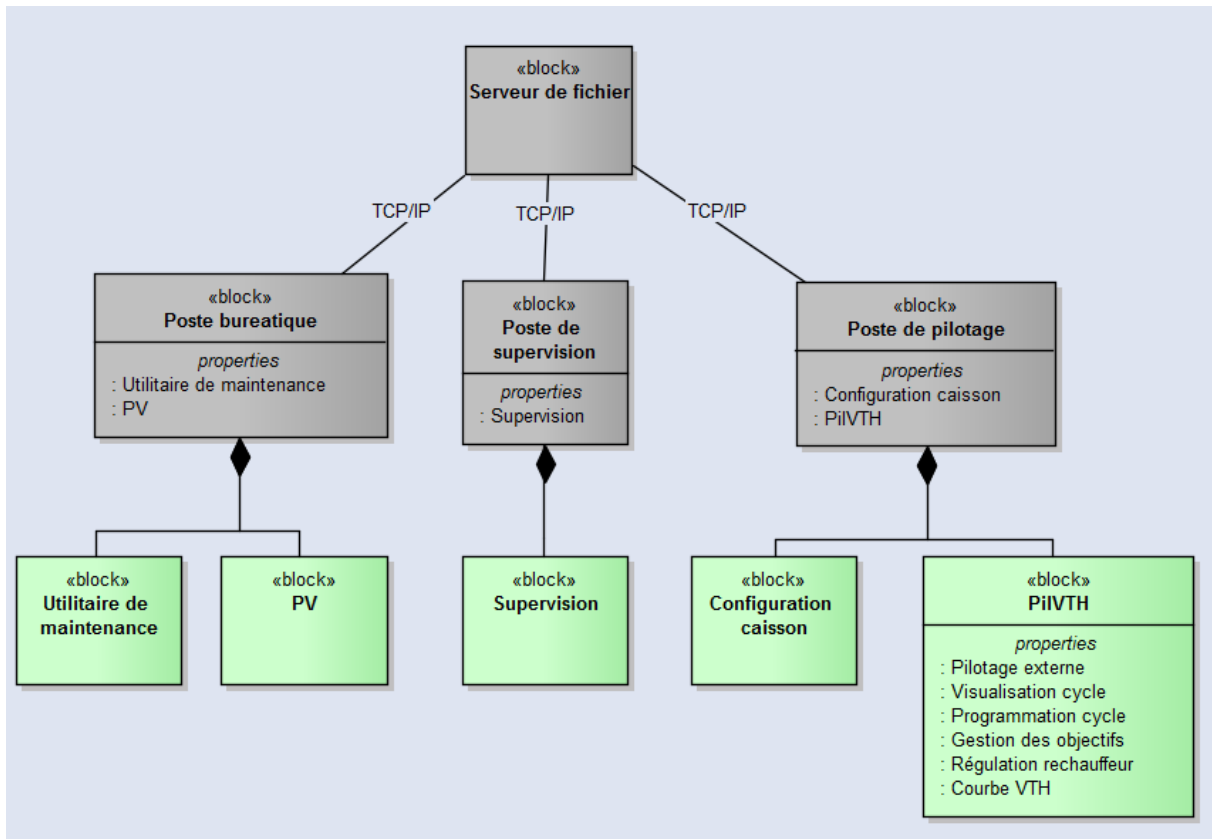 «block»
Serveur de fichier
TCP/IP
TCP/IP
TCP/IP
«block»
Poste bureatique
properties
: Utilitaire de maintenance
: PV
«block»
Poste de
supervision
properties
: Supervision
«block»
Poste de pilotage
properties
: Configuration caisson
: PilVTH
«block»
Utilitaire de
maintenance
«block»
PV
«block»
Supervision
«block»
Configuration
caisson
«block»
PilVTH
properties
: Pilotage externe
: Visualisation cycle
: Programmation cycle
: Gestion des objectifs
: Régulation rechauffeur
: Courbe VTH